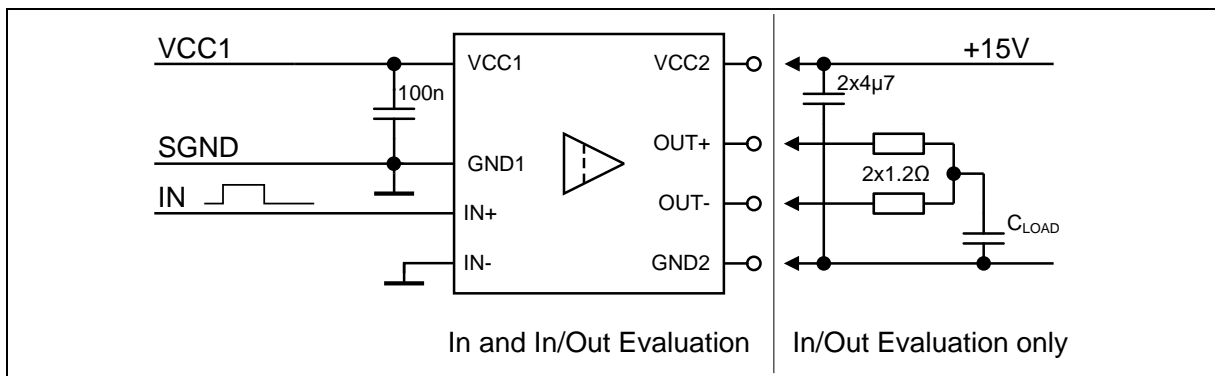 VCC1
100n
SGND
IN
VCC1
GND1
IN+
IN-
VCC2
OUT+
OUT-
GND2
+15V
2x4µ7
2x1.2Ω
CLOAD
In and In/Out Evaluation
In/Out Evaluation only